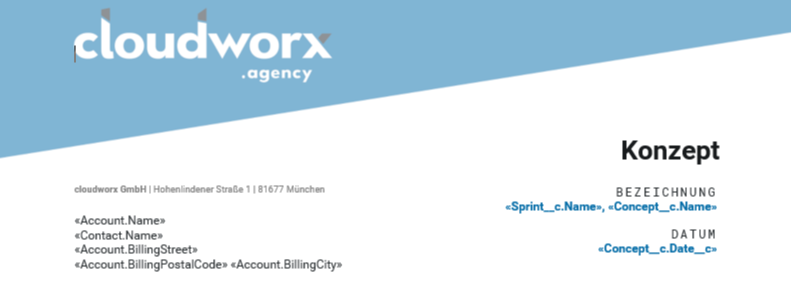 cloudworx
.agency
Konzept
cloudworx GmbH | Hohenlindener Straße 1 | 81677 München
BEZEICHNUNG
«Sprint__c.Name», «Concept__c.Name»
«Account.Name»
«Contact.Name»
«Account.BillingStreet»
«Account.BillingPostalCode» «Account.BillingCity»
DATUM
«Concept__c.Date__c»